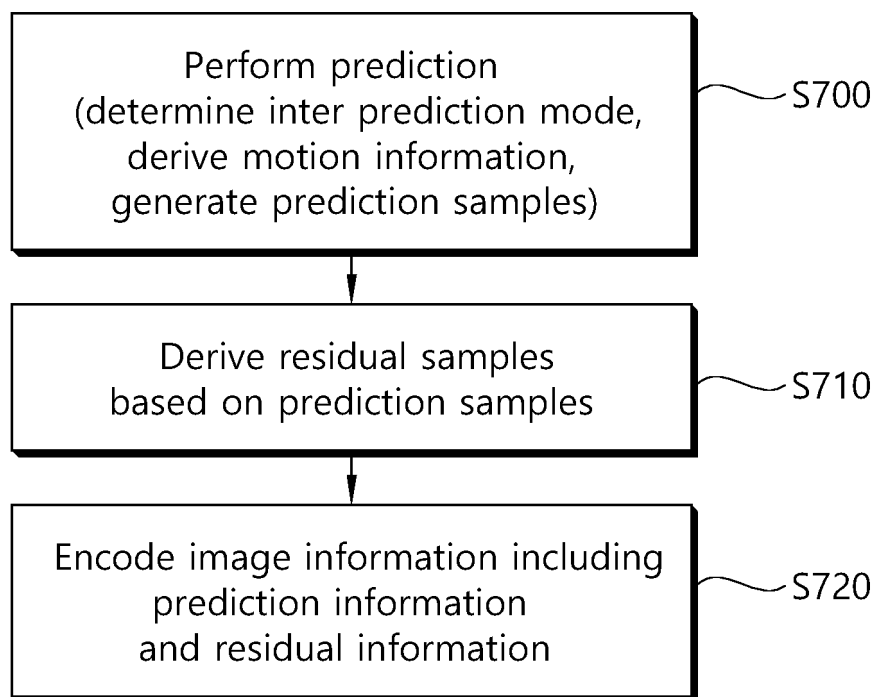 Perform prediction
(determine inter prediction mode,
derive motion information,
generate prediction samples)
S700
Derive residual samples
based on prediction samples
S710
Encode image information including
prediction information
and residual information
S720